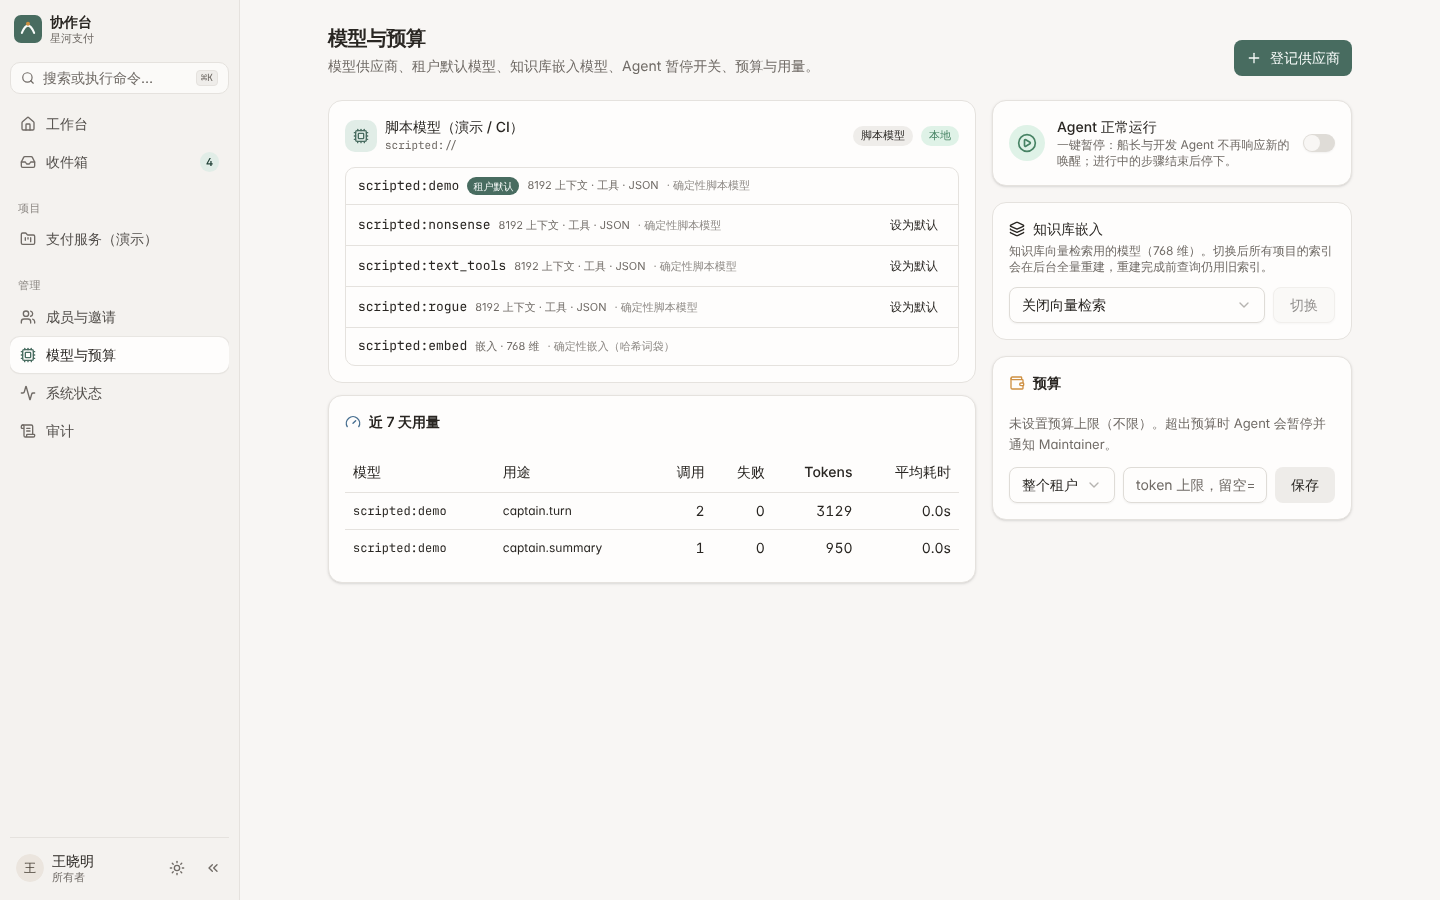 协作台
星河支付
搜索或执行命令... ⌘K
工作台
收件箱 4
项目
支付服务（演示）
管理
成员与邀请
模型与预算
系统状态
审计
王 王晓明
所有者
模型与预算
模型供应商、租户默认模型、知识库嵌入模型、Agent 暂停开关、预算与用量。
登记供应商
脚本模型（演示 / CI）
scripted://
脚本模型 本地
scripted:demo 租户默认 8192 上下文 · 工具 · JSON · 确定性脚本模型
scripted:nonsense 8192 上下文 · 工具 · JSON · 确定性脚本模型 设为默认
scripted:text_tools 8192 上下文 · 工具 · JSON · 确定性脚本模型 设为默认
scripted:rogue 8192 上下文 · 工具 · JSON · 确定性脚本模型 设为默认
scripted:embed 嵌入 · 768 维 · 确定性嵌入（哈希词袋）
近 7 天用量
模型 用途 调用 失败 Tokens 平均耗时
scripted:demo captain.turn 2 0 3129 0.0s
scripted:demo captain.summary 1 0 950 0.0s
Agent 正常运行
一键暂停：船长与开发 Agent 不再响应新的
唤醒；进行中的步骤结束后停下。
知识库嵌入
知识库向量检索用的模型（768 维）。切换后所有项目的索引
会在后台全量重建，重建完成前查询仍用旧索引。
关闭向量检索 切换
预算
未设置预算上限（不限）。超出预算时 Agent 会暂停并
通知 Maintainer。
整个租户 token 上限，留空= 保存